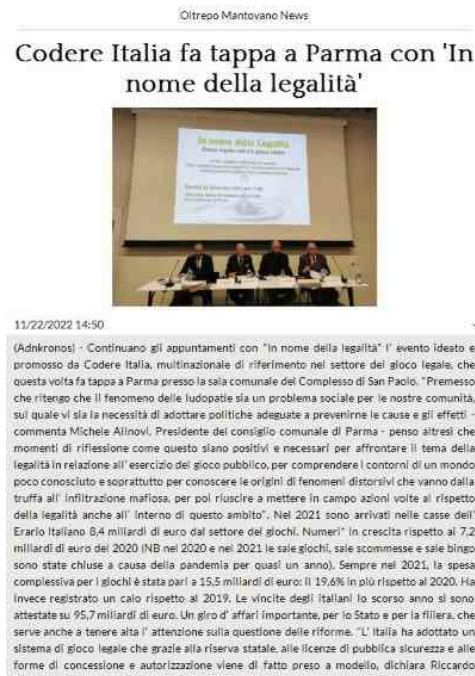 Oltrepo Mantovano News
Codere Italia fa tappa a Parma con 'In
nome della legalità'
In nome della Legalità
11/22/2022 14:50
(Adnkronos) - Continuano gli appuntamenti con "In nome della legalità" l' evento ideato e
promosso da Codere Italia, multinazionale di riferimento nel settore del gioco legale, che
questa volta fa tappa a Parma presso la sala comunale del Complesso di San Paolo. "Premesso
che ritengo che il fenomeno delle ludopatie sia un problema sociale per le nostre comunità,
sul quale vi sia la necessità di adottare politiche adeguate a prevenirne le cause e gli effetti -
commenta Michele Alinovi, Presidente del consiglio comunale di Parma - penso altresì che
momenti di riflessione come questo siano positivi e necessari per affrontare il tema della
legalità in relazione all' esercizio del gioco pubblico, per comprendere i contorni di un mondo
poco conosciuto e soprattutto per conoscere le origini di fenomeni distorsivi che vanno dalla
truffa all' infiltrazione mafiosa, per poi riuscire a mettere in campo azioni volte al rispetto
della legalità anche all' interno di questo ambito". Nel 2021 sono arrivati nelle casse dell'
Erario Italiano 8,4 miliardi di euro dal settore dei giochi. Numeri* in crescita rispetto ai 7,2
miliardi di euro del 2020 (NB nel 2020 e nel 2021 le sale giochi, sale scommesse e sale bingo
sono state chiuse a causa della pandemia per quasi un anno). Sempre nel 2021, la spesa
complessiva per i giochi è stata pari a 15,5 miliardi di euro: il 19,6% in più rispetto al 2020. Ha
invece registrato un calo rispetto al 2019. Le vincite degli italiani lo scorso anno si sono
attestate su 95,7 miliardi di euro. Un giro d' affari importante, per lo Stato e per la filiera, che
serve anche a tenere alta l' attenzione sulla questione delle riforme. "L' Italia ha adottato un
sistema di gioco legale che grazie alla riserva statale, alle licenze di pubblica sicurezza e alle
forme di concessione e autorizzazione viene di fatto preso a modello, dichiara Riccardo